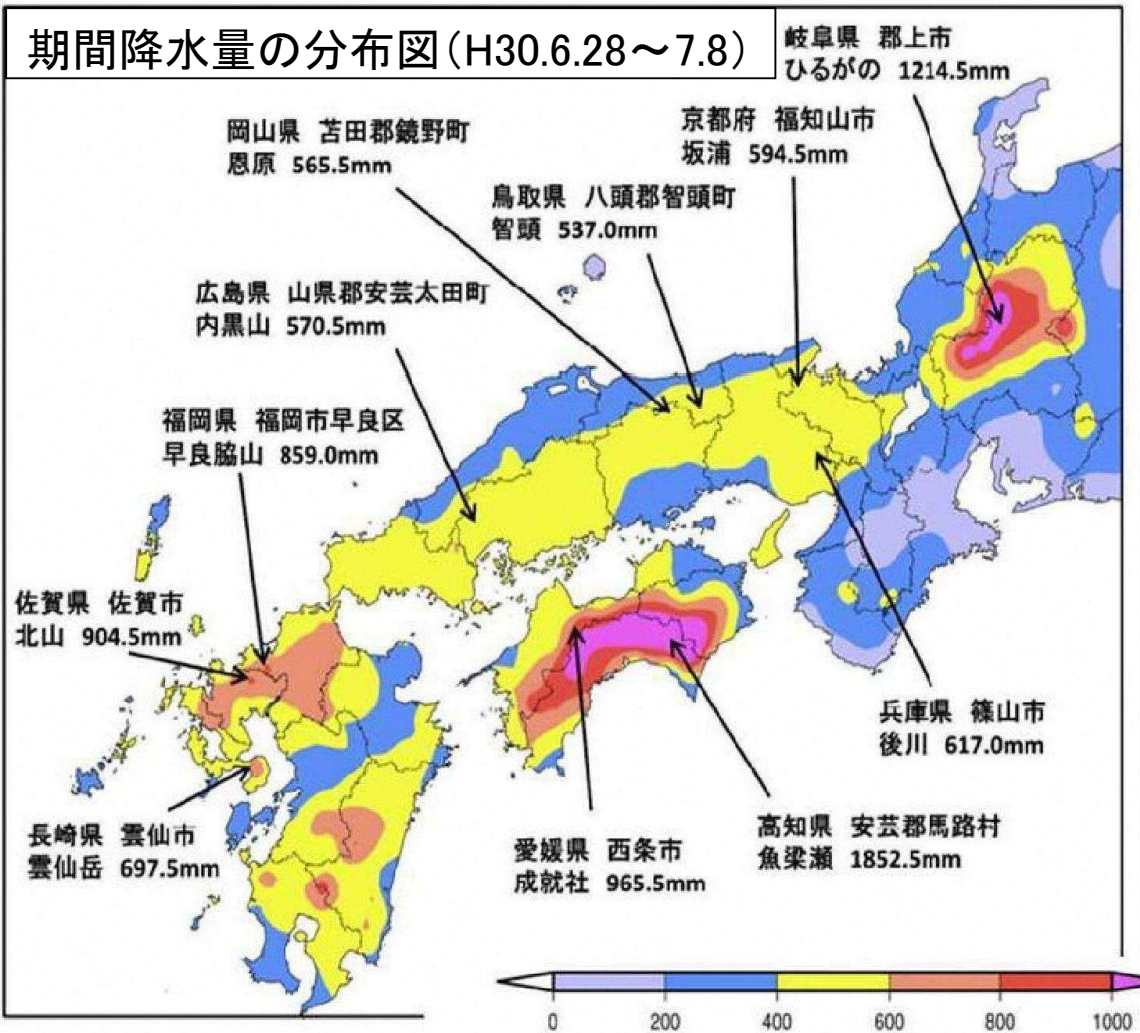 期間降水量の分布図(H30.6.28～7.8)
岐阜県 郡上市
ひるがの 1214.5mm
京都府 福知山市
坂浦 594.5mm
岡山県 苫田郡鏡野町
恩原 565.5mm
鳥取県 八頭郡智頭町
智頭 537.0mm
広島県 山県郡安芸太田町
内黒山 570.5mm
福岡県 福岡市早良区
早良脇山 859.0mm
佐賀県 佐賀市
北山 904.5mm
兵庫県 篠山市
後川 617.0mm
長崎県 雲仙市
雲仙岳 697.5mm
愛媛県 西条市
成就社 965.5mm
高知県 安芸郡馬路村
魚梁瀬 1852.5mm
0 200 400 600 800 1000